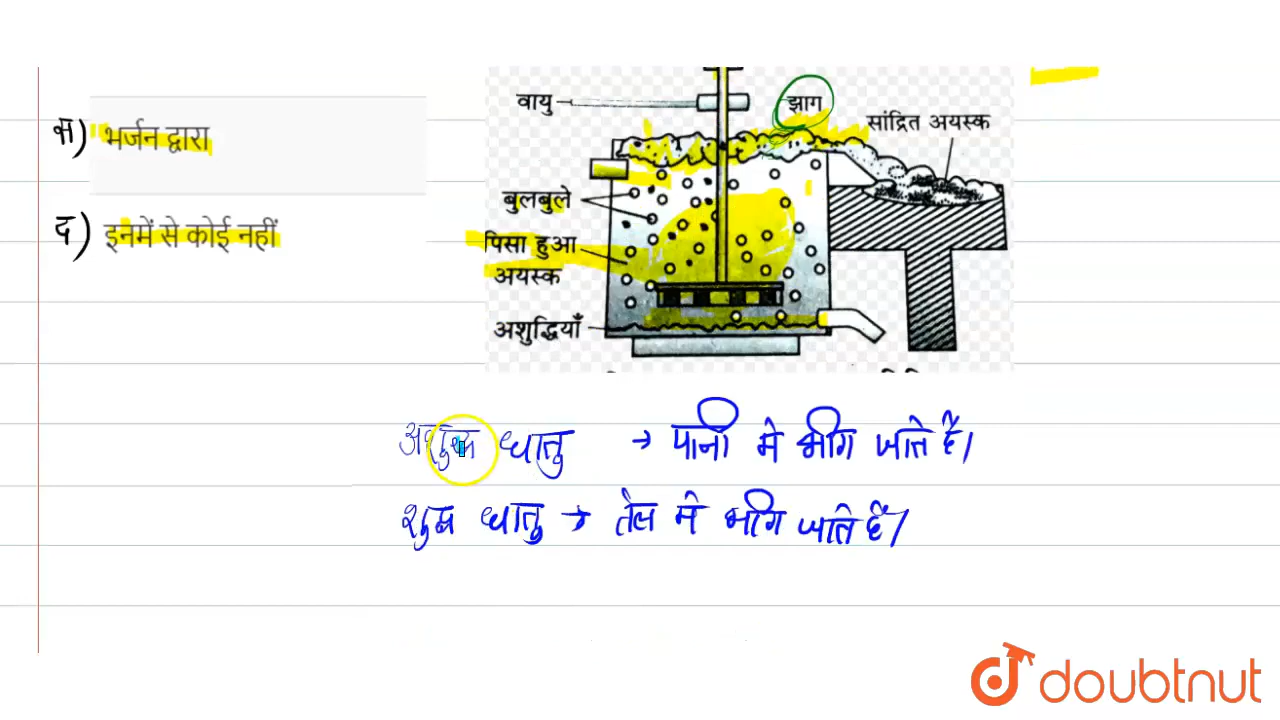 स) भर्जन द्वारा
द) इनमें से कोई नहीं
वायु
झाग
सांद्रित अयस्क
बुलबुले
पिसा हुआ
अयस्क
अशुद्धियाँ
धातु → पानी मे भीग जाते है।
शुद्ध धातु → तेल मे भीग जाते है।
doubtnut